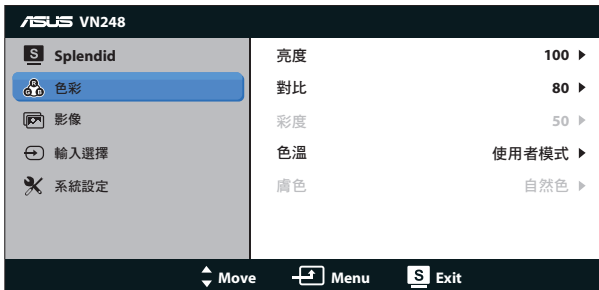 ASUS VN248
S Splendid
色彩
影像
輸入選擇
系統設定
亮度 100
對比 80
彩度 50
色溫 使用者模式
膚色 自然色
Move Menu S Exit